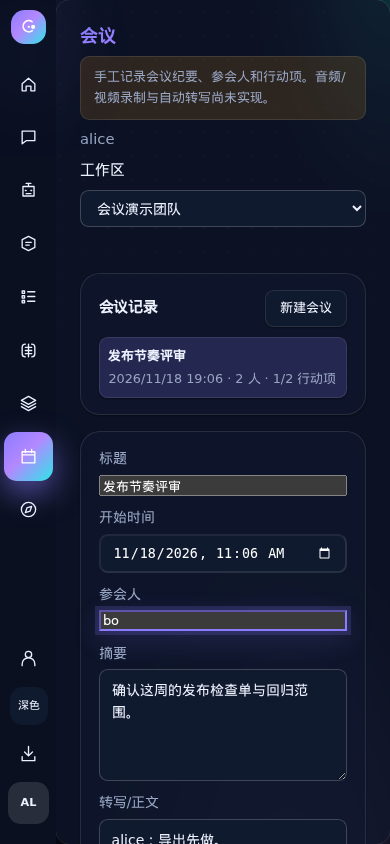 会议
手工记录会议纪要、参会人和行动项。音频/
视频录制与自动转写尚未实现。
alice
工作区
会议演示团队
会议记录
新建会议
发布节奏评审
2026/11/18 19:06 · 2 人 · 1/2 行动项
标题
发布节奏评审
开始时间
11/18/2026, 11:06 AM
参会人
bo
摘要
确认这周的发布检查单与回归范
围。
转写/正文
alice：导出先做。
深色
AL